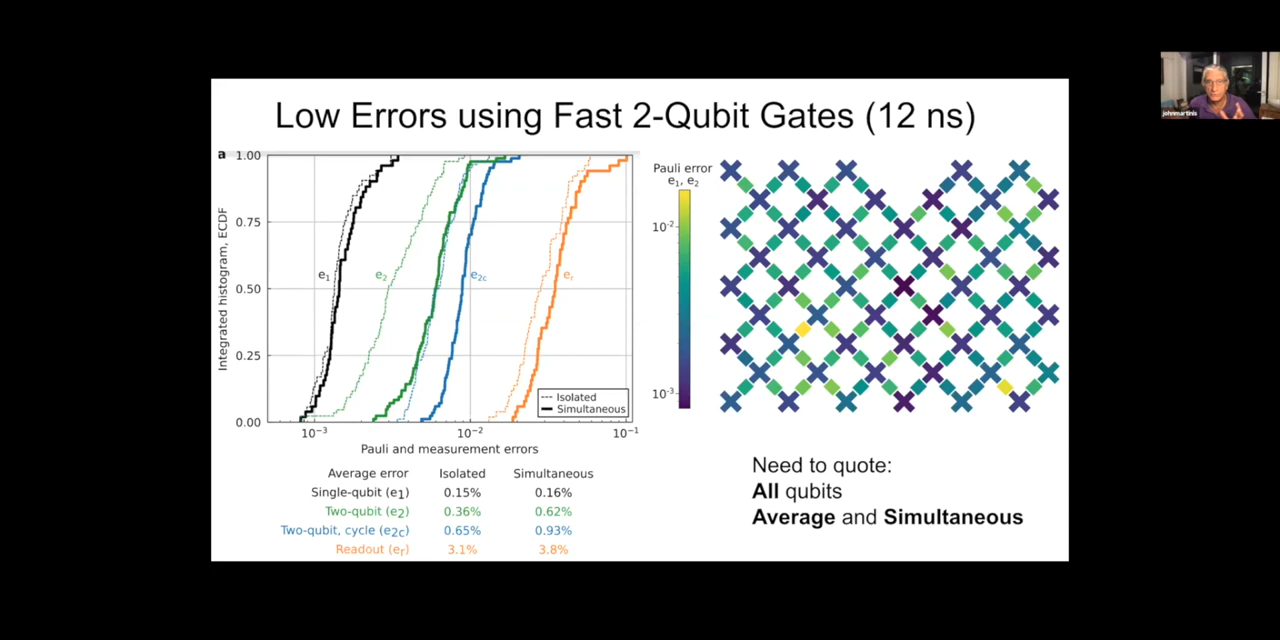 Low Errors using Fast 2-Qubit Gates (12 ns)
johnmartinis
a
1.00
0.75
0.50
0.25
0.00
Integrated histogram, ECDF
e1
e2
e2c
er
Isolated
Simultaneous
10⁻³
10⁻²
10⁻¹
Pauli and measurement errors
Average error Isolated Simultaneous
Single-qubit (e1) 0.15% 0.16%
Two-qubit (e2) 0.36% 0.62%
Two-qubit, cycle (e2c) 0.65% 0.93%
Readout (er) 3.1% 3.8%
Pauli error
e1, e2
10⁻²
10⁻³
Need to quote:
All qubits
Average and Simultaneous